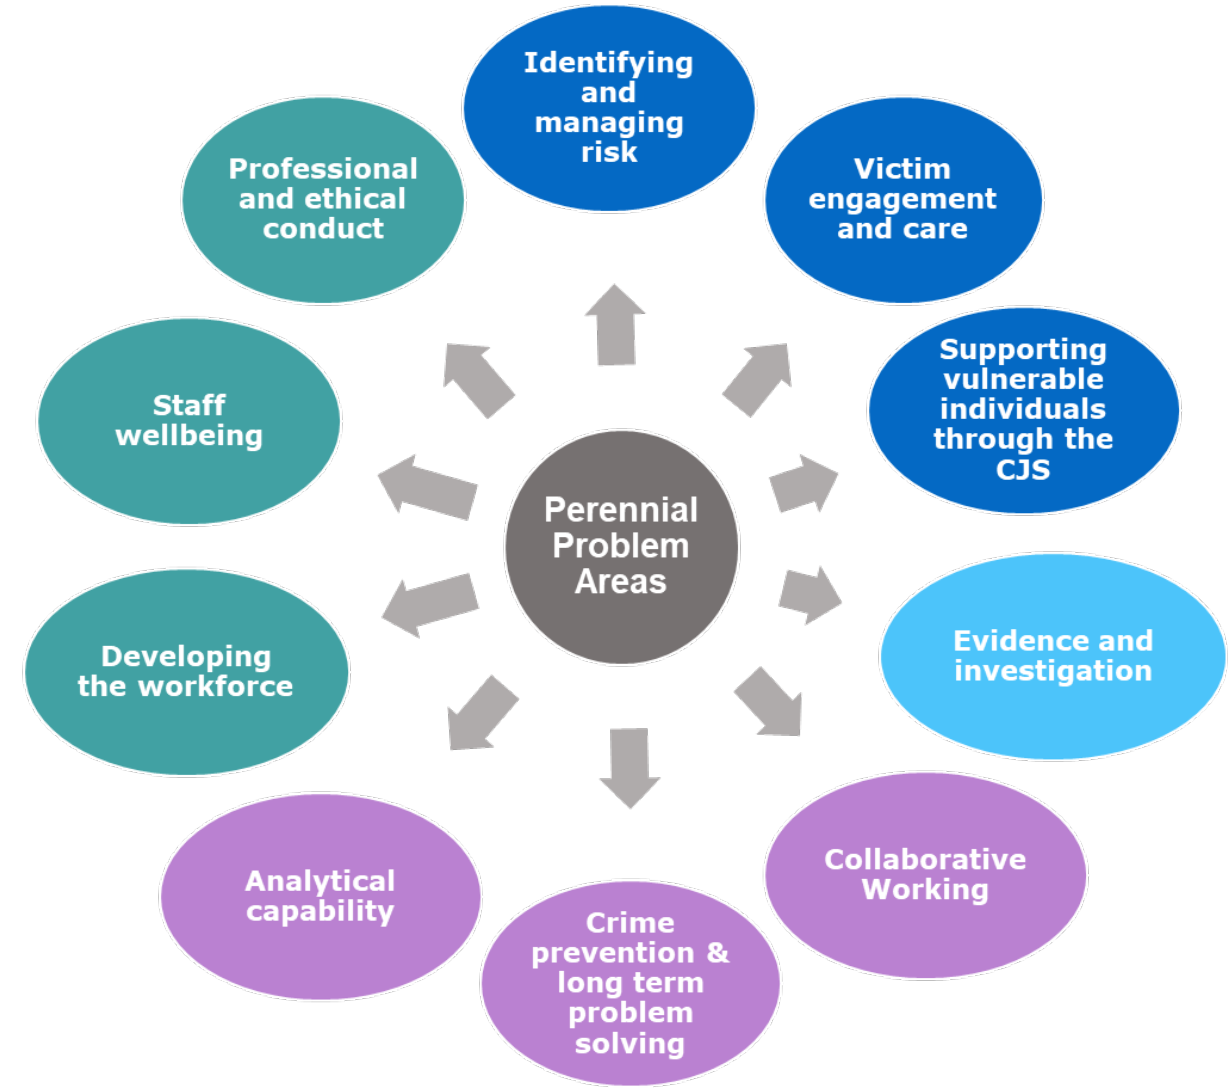 Identifying
and
managing
risk
Victim
engagement
and care
Supporting
vulnerable
individuals
through the
CJS
Evidence and
investigation
Collaborative
Working
Crime
prevention &
long term
problem
solving
Analytical
capability
Developing
the workforce
Staff
wellbeing
Professional
and ethical
conduct
Perennial
Problem
Areas